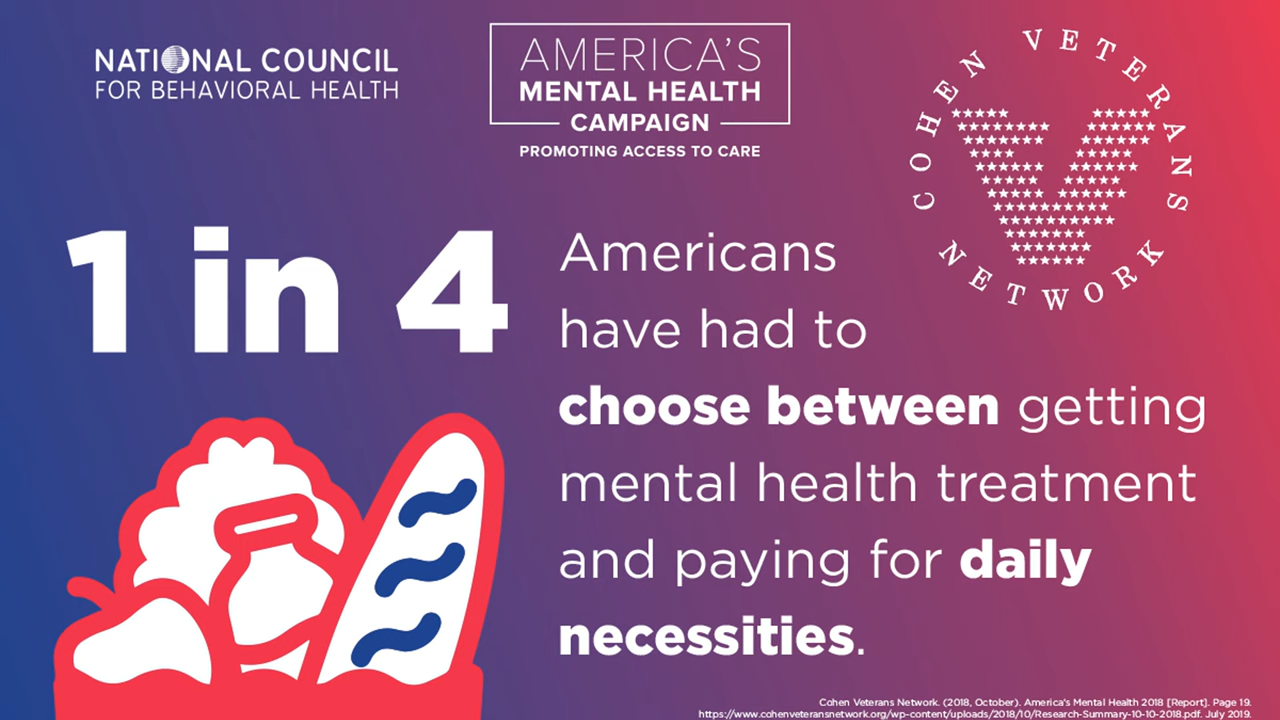 NATIONAL COUNCIL
FOR BEHAVIORAL HEALTH
AMERICA'S
MENTAL HEALTH
CAMPAIGN
PROMOTING ACCESS TO CARE
COHEN VETERANS
NETWORK
1 in 4
Americans
have had to
choose between getting
mental health treatment
and paying for daily
necessities.
Cohen Veterans Network. (2018, October). America's Mental Health 2018 [Report]. Page 19.
https://www.cohenveteransnetwork.org/wp-content/uploads/2018/10/Research-Summary-10-10-2018.pdf. July 2019.